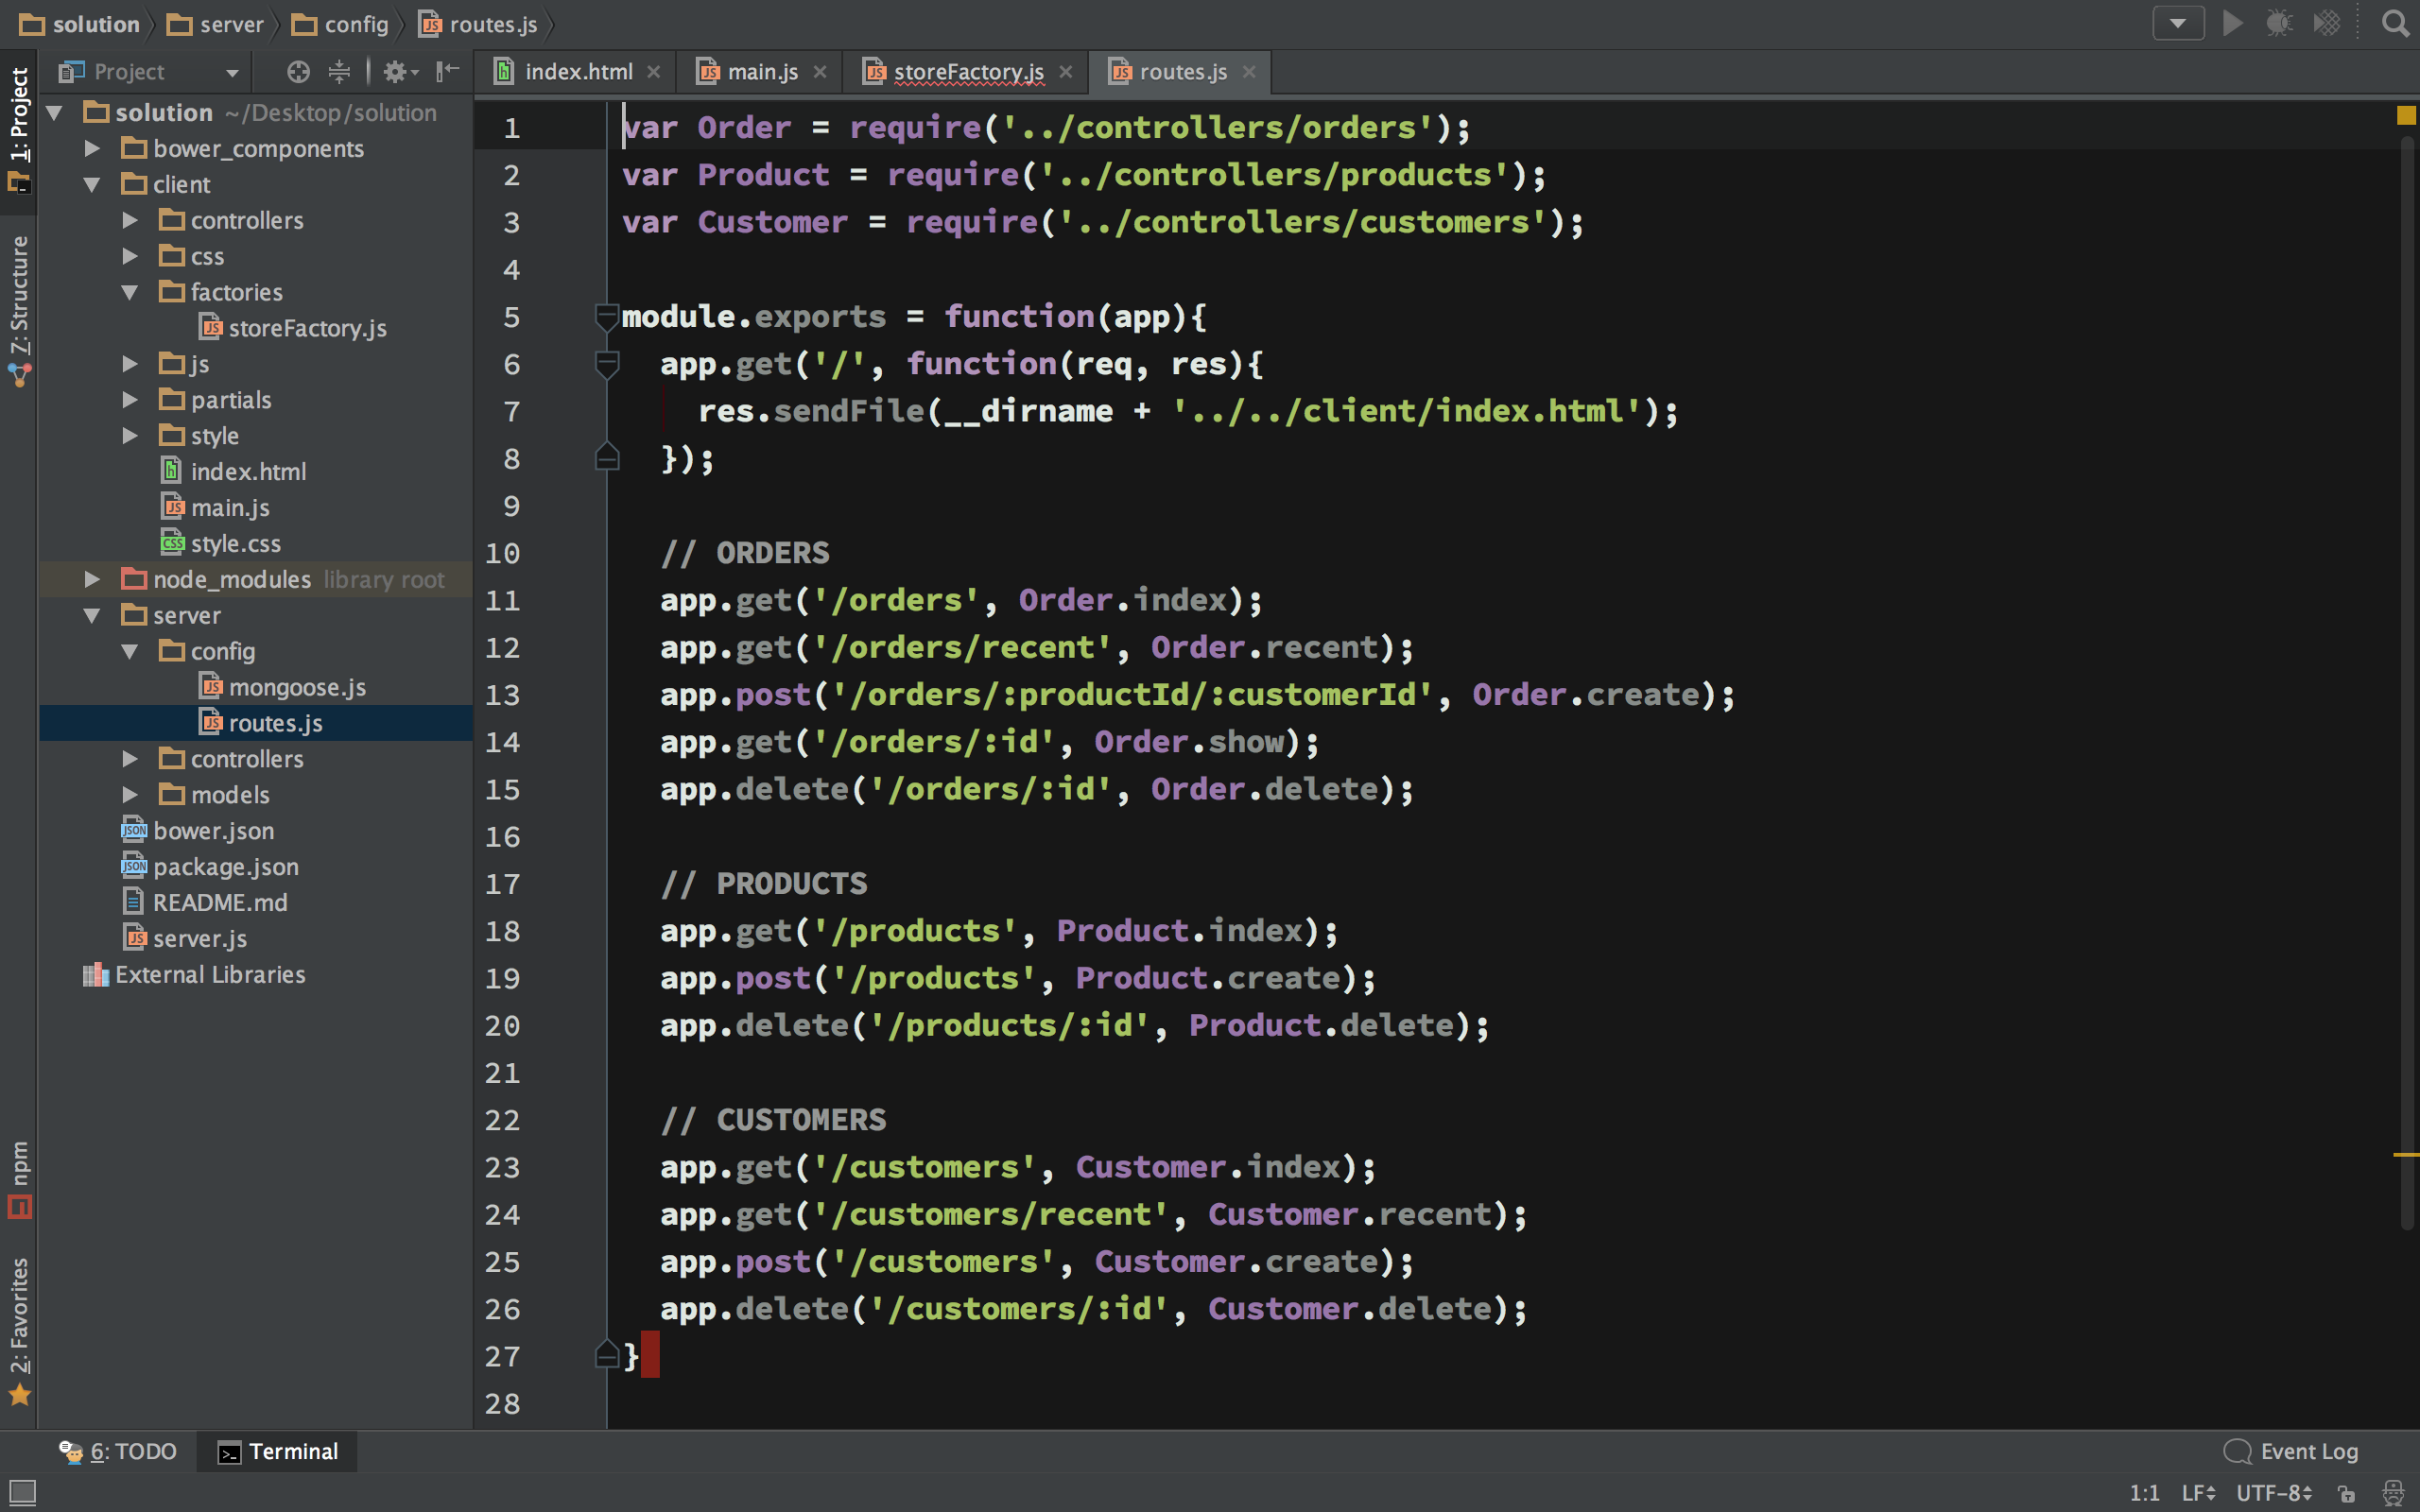 solution server config routes.js
1: Project
Project
index.html main.js storeFactory.js routes.js
solution ~/Desktop/solution
bower_components
client
controllers
css
factories
storeFactory.js
js
partials
style
index.html
main.js
style.css
node_modules library root
server
config
mongoose.js
routes.js
controllers
models
bower.json
package.json
README.md
server.js
External Libraries
7: Structure
npm
2: Favorites
1 var Order = require('../controllers/orders');
2 var Product = require('../controllers/products');
3 var Customer = require('../controllers/customers');
4
5 module.exports = function(app){
6 app.get('/', function(req, res){
7 res.sendFile(__dirname + '../../client/index.html');
8 });
9
10 // ORDERS
11 app.get('/orders', Order.index);
12 app.get('/orders/recent', Order.recent);
13 app.post('/orders/:productId/:customerId', Order.create);
14 app.get('/orders/:id', Order.show);
15 app.delete('/orders/:id', Order.delete);
16
17 // PRODUCTS
18 app.get('/products', Product.index);
19 app.post('/products', Product.create);
20 app.delete('/products/:id', Product.delete);
21
22 // CUSTOMERS
23 app.get('/customers', Customer.index);
24 app.get('/customers/recent', Customer.recent);
25 app.post('/customers', Customer.create);
26 app.delete('/customers/:id', Customer.delete);
27 }
28
6: TODO Terminal Event Log
1:1 LF UTF-8